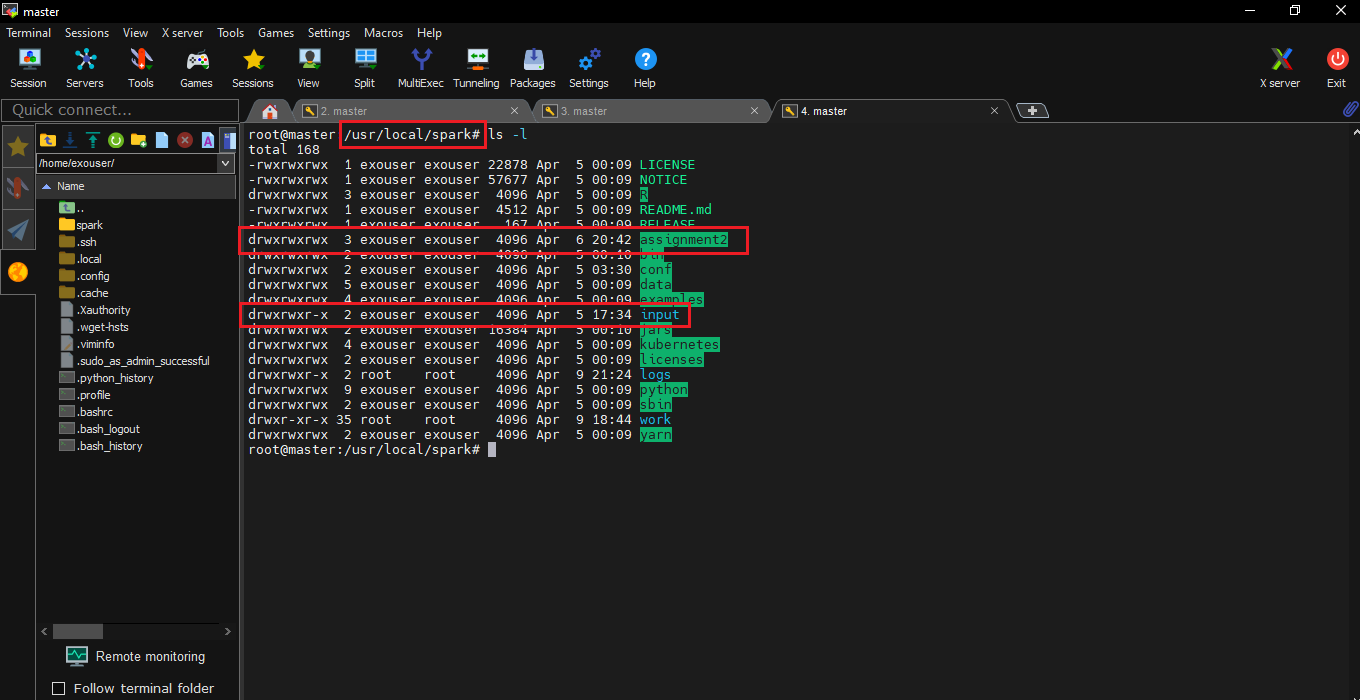 master
Terminal Sessions View X server Tools Games Settings Macros Help
Session Servers Tools Games Sessions View Split MultiExec Tunneling Packages Settings Help X server Exit
Quick connect...
2. master
3. master
4. master
/home/exouser/
Name
..
spark
.ssh
.local
.config
.cache
.Xauthority
.wget-hsts
.viminfo
.sudo_as_admin_successful
.python_history
.profile
.bashrc
.bash_logout
.bash_history
Remote monitoring
Follow terminal folder
root@master /usr/local/spark# ls -l
total 168
-rwxrwxrwx 1 exouser exouser 22878 Apr 5 00:09 LICENSE
-rwxrwxrwx 1 exouser exouser 57677 Apr 5 00:09 NOTICE
drwxrwxrwx 3 exouser exouser 4096 Apr 5 00:09 R
-rwxrwxrwx 1 exouser exouser 4512 Apr 5 00:09 README.md
-rwxrwxrwx 1 exouser exouser 167 Apr 5 00:09 RELEASE
drwxrwxrwx 3 exouser exouser 4096 Apr 6 20:42 assignment2
drwxrwxrwx 2 exouser exouser 4096 Apr 5 00:10 bin
drwxrwxrwx 2 exouser exouser 4096 Apr 5 03:30 conf
drwxrwxrwx 5 exouser exouser 4096 Apr 5 00:09 data
drwxrwxrwx 4 exouser exouser 4096 Apr 5 00:09 examples
drwxrwxr-x 2 exouser exouser 4096 Apr 5 17:34 input
drwxrwxrwx 2 exouser exouser 16384 Apr 5 00:10 jars
drwxrwxrwx 4 exouser exouser 4096 Apr 5 00:09 kubernetes
drwxrwxrwx 2 exouser exouser 4096 Apr 5 00:09 licenses
drwxrwxr-x 2 root root 4096 Apr 9 21:24 logs
drwxrwxrwx 9 exouser exouser 4096 Apr 5 00:09 python
drwxrwxrwx 2 exouser exouser 4096 Apr 5 00:09 sbin
drwxr-xr-x 35 root root 4096 Apr 9 18:44 work
drwxrwxrwx 2 exouser exouser 4096 Apr 5 00:09 yarn
root@master:/usr/local/spark#